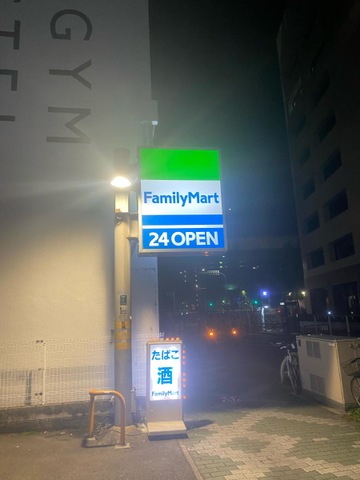 GYM
FamilyMart
24 OPEN
たばこ
酒
FamilyMart